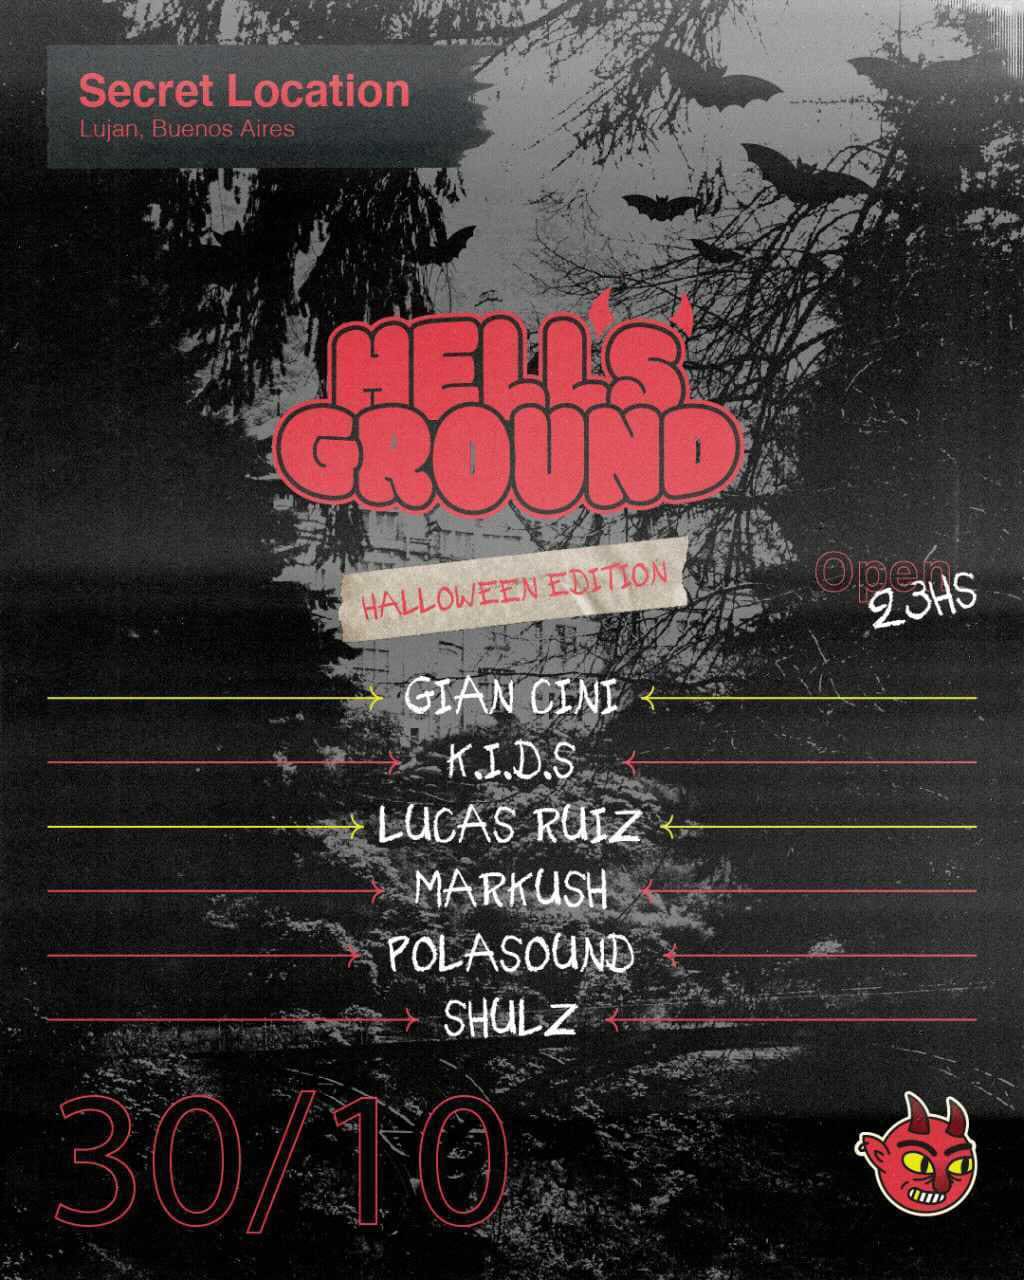 Secret Location
Lujan, Buenos Aires
HELL'S
GROUND
HALLOWEEN EDITION
Open
23HS
GIAN CINI
K.I.D.S
LUCAS RUIZ
MARKUSH
POLASOUND
SHULZ
30/10